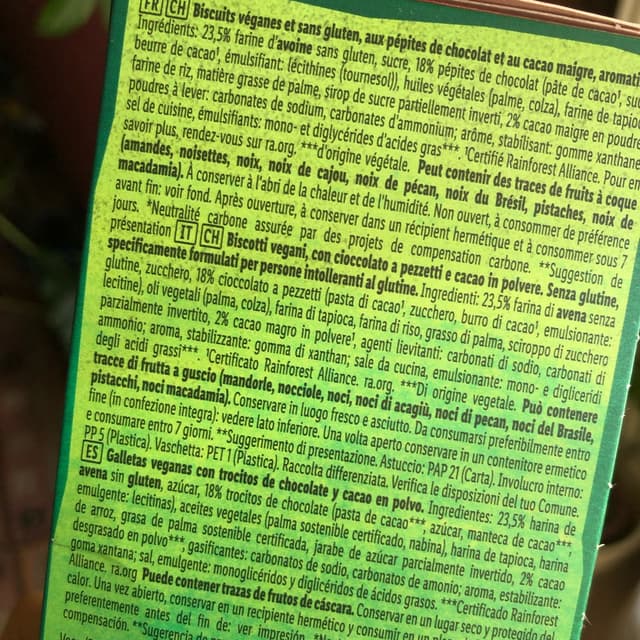 FR CH Biscuits véganes et sans gluten, aux pépites de chocolat et au cacao maigre,
Ingrédients: 23,5% farine d'avoine sans gluten, sucre, 18% pépites de chocolat (pâte de cacao¹,
beurre de cacao¹, émulsifiant: lécithines (tournesol)), huiles végétales (palme, colza), farine de
farine de riz, matière grasse de palme, sirop de sucre partiellement inverti, 2% cacao maigre en poudre
poudres à lever: carbonates de sodium, carbonates d'ammonium; arôme, stabilisant: gomme xanthane
sel de cuisine, émulsifiants: mono- et diglycérides d'acides gras*** ¹Certifié Rainforest Alliance. Pour en
savoir plus, rendez-vous sur ra.org. ***d'origine végétale. Peut contenir des traces de fruits à coque
(amandes, noisettes, noix, noix de cajou, noix de pécan, noix du Brésil, pistaches, noix de
macadamia). À conserver à l'abri de la chaleur et de l'humidité. Non ouvert, à consommer de préférence
avant fin: voir fond. Après ouverture, à conserver dans un récipient hermétique et à consommer sous 7
jours. *Neutralité carbone assurée par des projets de compensation carbone. **Suggestion de
présentation IT CH Biscotti vegani, con cioccolato a pezzetti e cacao in polvere. Senza glutine,
specificamente formulati per persone intolleranti al glutine. Ingredienti: 23,5% farina di avena senza
glutine, zucchero, 18% cioccolato a pezzetti (pasta di cacao¹, zucchero, burro di cacao¹, emulsionante:
lecitine), oli vegetali (palma, colza), farina di tapioca, farina di riso, grasso di palma, sciroppo di zucchero
parzialmente invertito, 2% cacao magro in polvere¹, agenti lievitanti: carbonati di sodio, carbonati di
ammonio; aroma, stabilizzante: gomma di xanthan; sale da cucina, emulsionante: mono- e digliceridi
degli acidi grassi***. ¹Certificato Rainforest Alliance. ra.org. ***Di origine vegetale. Può contenere
tracce di frutta a guscio (mandorle, nocciole, noci, noci di acagiù, noci di pecan, noci del Brasile,
pistacchi, noci macadamia). Conservare in luogo fresco e asciutto. Da consumarsi preferibilmente entro
fine (in confezione integra): vedere lato inferiore. Una volta aperto conservare in un contenitore ermetico
e consumare entro 7 giorni. **Suggerimento di presentazione. Astuccio: PAP 21 (Carta). Involucro interno:
PP 5 (Plastica). Vaschetta: PET 1 (Plastica). Raccolta differenziata. Verifica le disposizioni del tuo Comune.
ES Galletas veganas con trocitos de chocolate y cacao en polvo. Ingredientes: 23,5% harina de
avena sin gluten, azúcar, 18% trocitos de chocolate (pasta de cacao***, azúcar, manteca de cacao***,
emulgente: lecitinas), aceites vegetales (palma sostenible certificado, nabina), harina de tapioca, harina
de arroz, grasa de palma sostenible certificada, jarabe de azúcar parcialmente invertido, 2% cacao
desgrasado en polvo*** gasificantes: carbonatos de sodio, carbonatos de amonio; aroma, estabilizante:
goma xantana; sal, emulgente: monoglicéridos y diglicéridos de ácidos grasos. ***Certificado Rainforest
Alliance. ra.org Puede contener trazas de frutos de cáscara. Conservar en un lugar seco y protegido del
calor. Una vez abierto, conservar en un recipiente hermético y consumir en un plazo
preferentemente antes del fin de: ver impresión.
compensación. **Sugerencia de